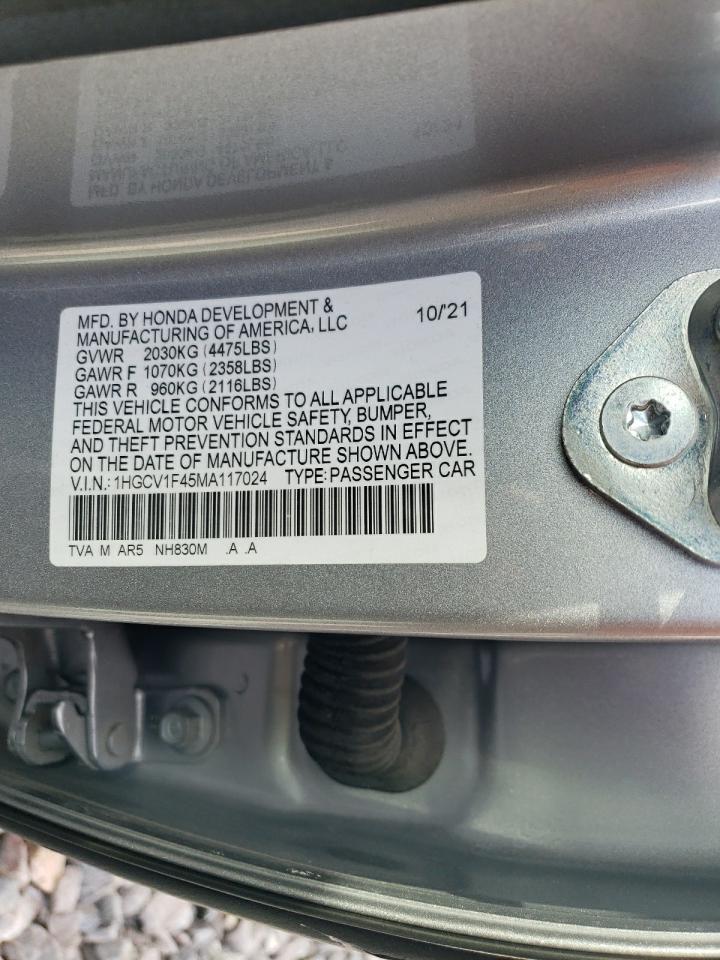 MFD. BY HONDA DEVELOPMENT & MANUFACTURING OF AMERICA, LLC 10/'21
GVWR 2030KG (4475LBS)
GAWR F 1070KG (2358LBS)
GAWR R 960KG (2116LBS)
THIS VEHICLE CONFORMS TO ALL APPLICABLE
FEDERAL MOTOR VEHICLE SAFETY, BUMPER,
AND THEFT PREVENTION STANDARDS IN EFFECT
ON THE DATE OF MANUFACTURE SHOWN ABOVE.
V.I.N.: 1HGCV1F45MA117024 TYPE: PASSENGER CAR
TVA M AR5 NH830M .A .A